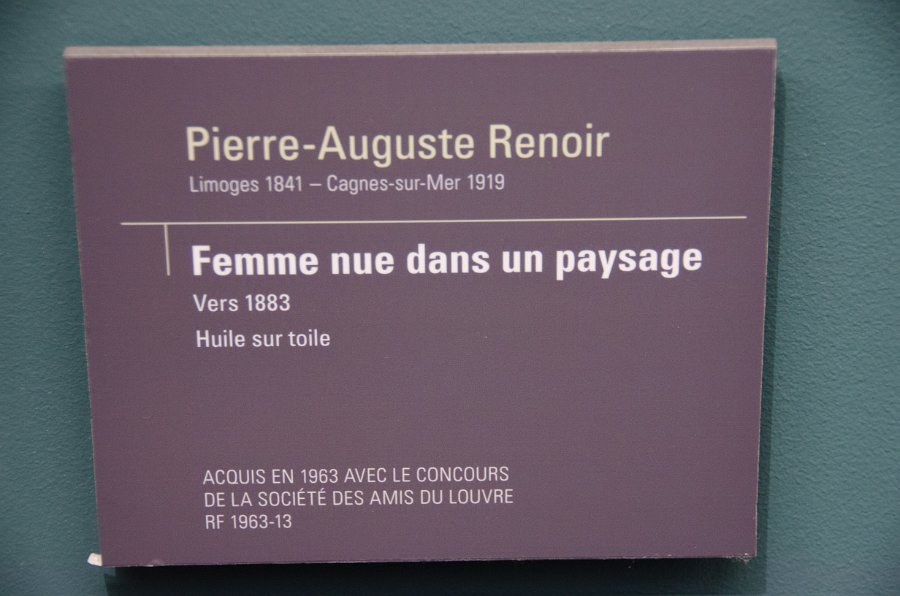 Pierre-Auguste Renoir
Limoges 1841 – Cagnes-sur-Mer 1919
Femme nue dans un paysage
Vers 1883
Huile sur toile
ACQUIS EN 1963 AVEC LE CONCOURS
DE LA SOCIÉTÉ DES AMIS DU LOUVRE
RF 1963-13